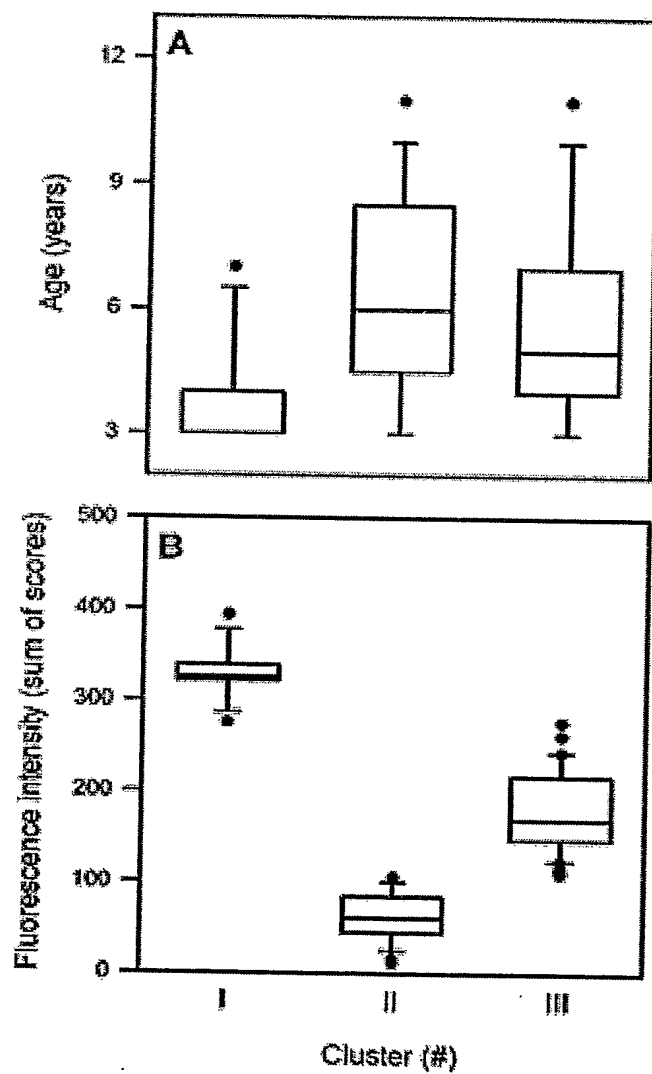 A
12
9
6
3
Age (years)
B
500
400
300
200
100
0
Fluorescence intensity (sum of scores)
I
II
III
Cluster (#)